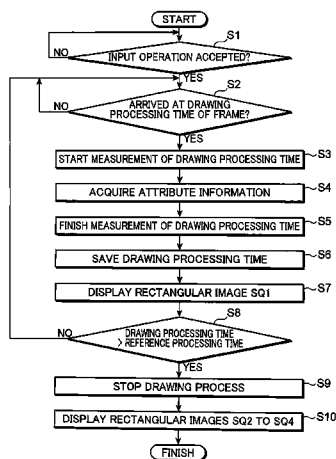 START
S1
INPUT OPERATION ACCEPTED?
NO
YES
S2
ARRIVED AT DRAWING
PROCESSING TIME OF FRAME?
NO
YES
START MEASUREMENT OF DRAWING PROCESSING TIME
S3
ACQUIRE ATTRIBUTE INFORMATION
S4
FINISH MEASUREMENT OF DRAWING PROCESSING TIME
S5
SAVE DRAWING PROCESSING TIME
S6
DISPLAY RECTANGULAR IMAGE SQ1
S7
S8
DRAWING PROCESSING TIME
> REFERENCE PROCESSING TIME
NO
YES
STOP DRAWING PROCESS
S9
DISPLAY RECTANGULAR IMAGES SQ2 TO SQ4
S10
FINISH